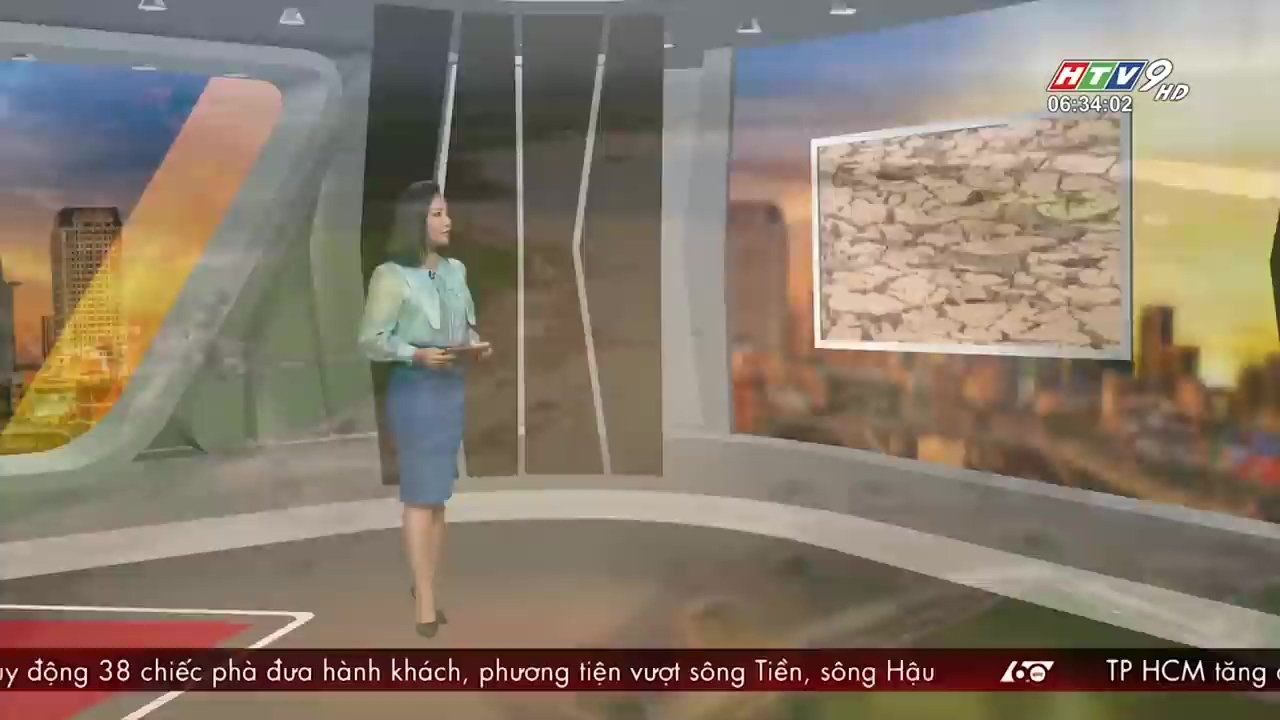 HTV9 HD
06:34:02
động 38 chiếc phà đưa hành khách, phương tiện vượt sông Tiền, sông Hậu
60
TP HCM tăng